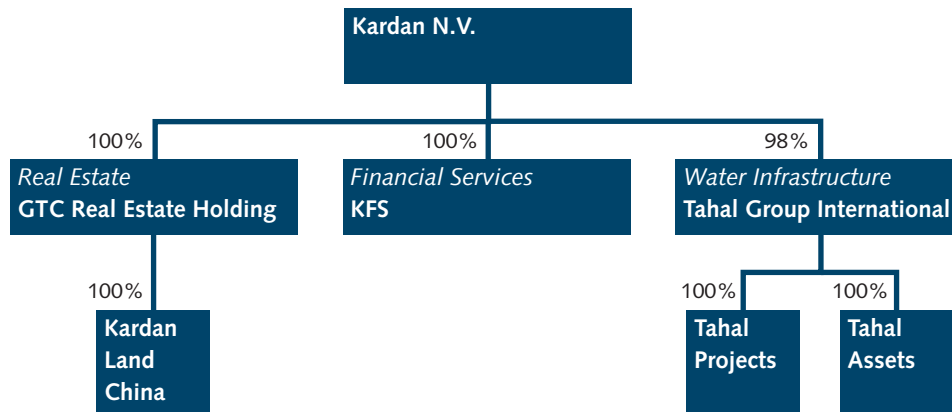 Kardan N.V.
100%
100%
98%
Real Estate
GTC Real Estate Holding
Financial Services
KFS
Water Infrastructure
Tahal Group International
100%
100%
100%
Kardan
Land
China
Tahal
Projects
Tahal
Assets